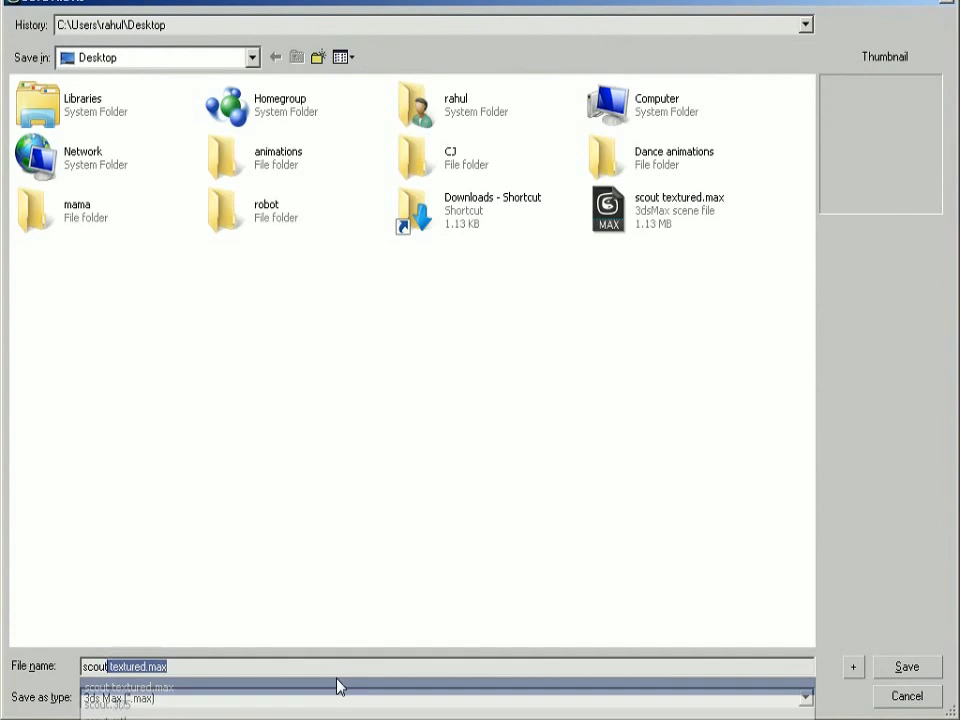 History: C:\Users\rahul\Desktop
Save in: Desktop
Thumbnail
Libraries
System Folder
Homegroup
System Folder
rahul
System Folder
Computer
System Folder
Network
System Folder
animations
File folder
CJ
File folder
Dance animations
File folder
mama
File folder
robot
File folder
Downloads - Shortcut
Shortcut
1.13 KB
MAX
scout textured.max
3dsMax scene file
1.13 MB
File name: scout textured.max
+
Save
scout textured.max
Save as type: 3ds Max (*.max)
scout.3DS
Cancel